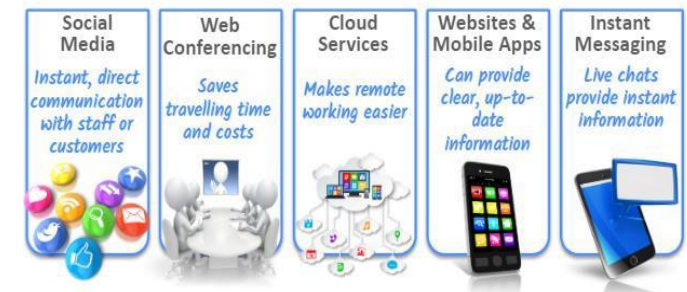 Social
Media
Instant, direct
communication
with staff or
customers
Web
Conferencing
Saves
travelling time
and costs
Cloud
Services
Makes remote
working easier
Websites &
Mobile Apps
Can provide
clear, up-to-
date
information
Instant
Messaging
Live chats
provide instant
information